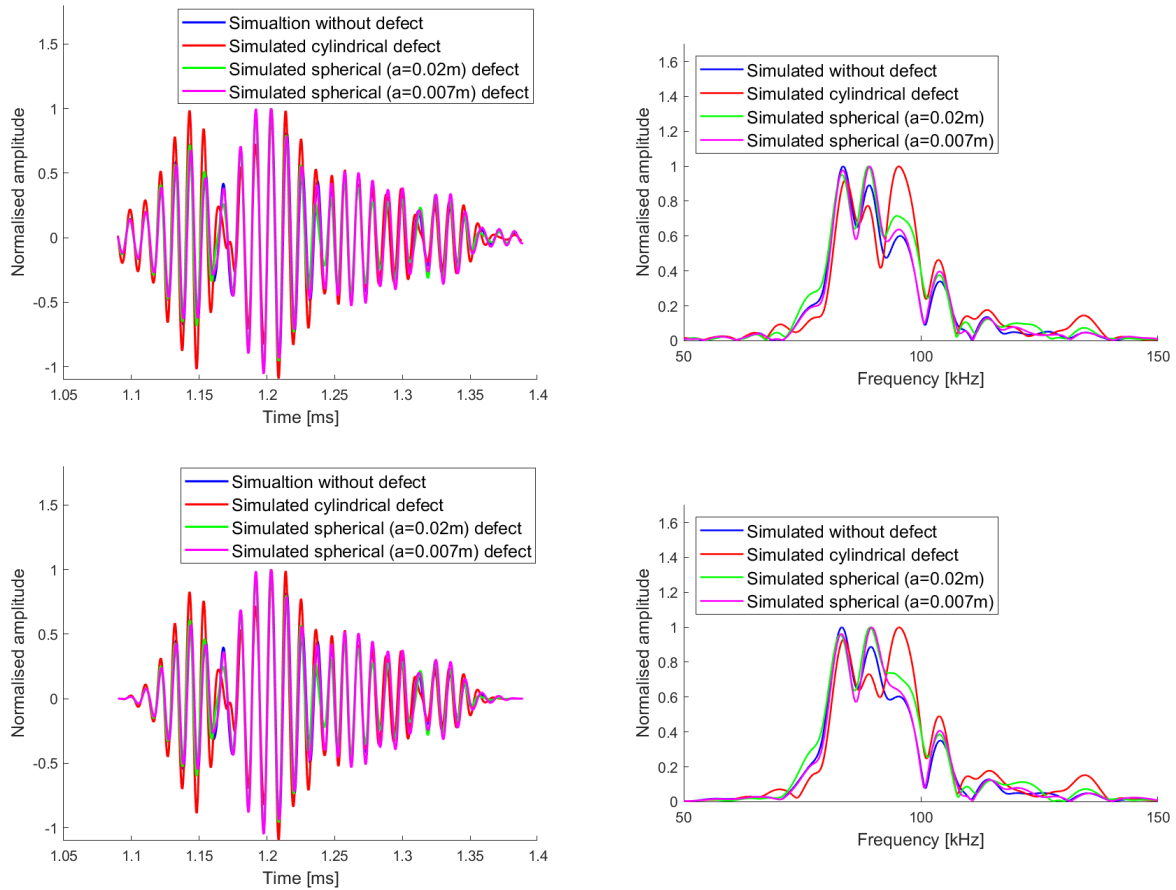 Simualtion without defect
Simulated cylindrical defect
Simulated spherical (a=0.02m) defect
Simulated spherical (a=0.007m) defect
1.5
1
0.5
0
-0.5
-1
Normalised amplitude
1.05
1.1
1.15
1.2
1.25
1.3
1.35
1.4
Time [ms]
Simulated without defect
Simulated cylindrical defect
Simulated spherical (a=0.02m)
Simulated spherical (a=0.007m)
1.6
1.4
1.2
1
0.8
0.6
0.4
0.2
0
Normalised amplitude
50
100
150
Frequency [kHz]
Simualtion without defect
Simulated cylindrical defect
Simulated spherical (a=0.02m) defect
Simulated spherical (a=0.007m) defect
1.5
1
0.5
0
-0.5
-1
Normalised amplitude
1.05
1.1
1.15
1.2
1.25
1.3
1.35
1.4
Time [ms]
Simulated without defect
Simulated cylindrical defect
Simulated spherical (a=0.02m)
Simulated spherical (a=0.007m)
1.6
1.4
1.2
1
0.8
0.6
0.4
0.2
0
Normalised amplitude
50
100
150
Frequency [kHz]